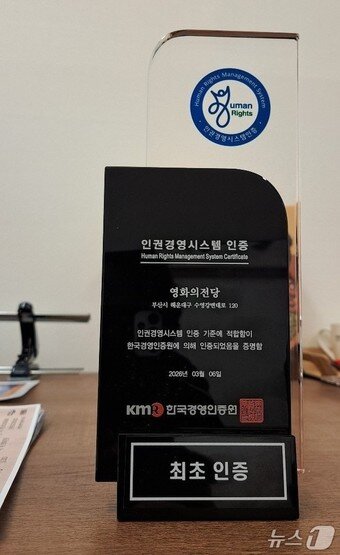 Human Rights Management System
Human
Rights
인권경영시스템인증
인권경영시스템 인증
Human Rights Management System Certificate
영화의전당
부산시 해운대구 수영강변대로 120
인권경영시스템 인증 기준에 적합함이
한국경영인증원에 의해 인증되었음을 증명함
2026년 03월 06일
KMR 한국경영인증원
최초 인증
뉴스1